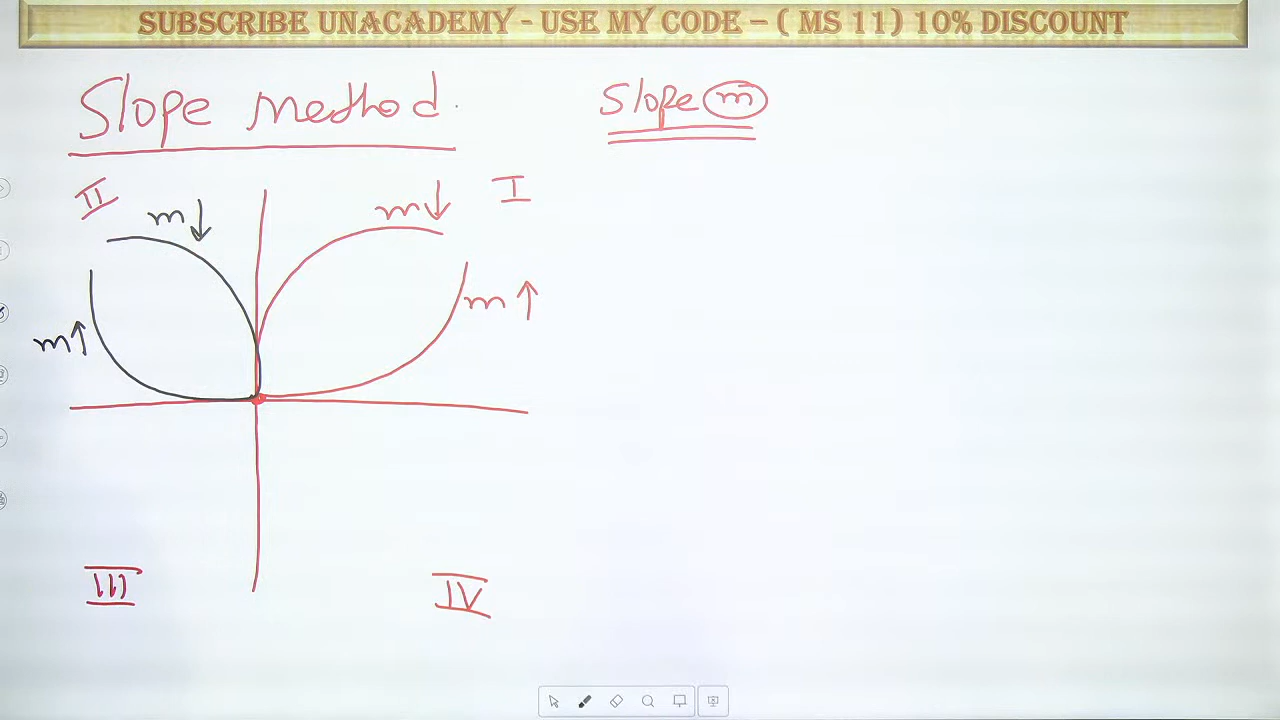 SUBSCRIBE UNACADEMY - USE MY CODE – ( MS 11) 10% DISCOUNT
Slope method.
Slope m
II
m↓
m↓
I
m↑
m↑
III
IV